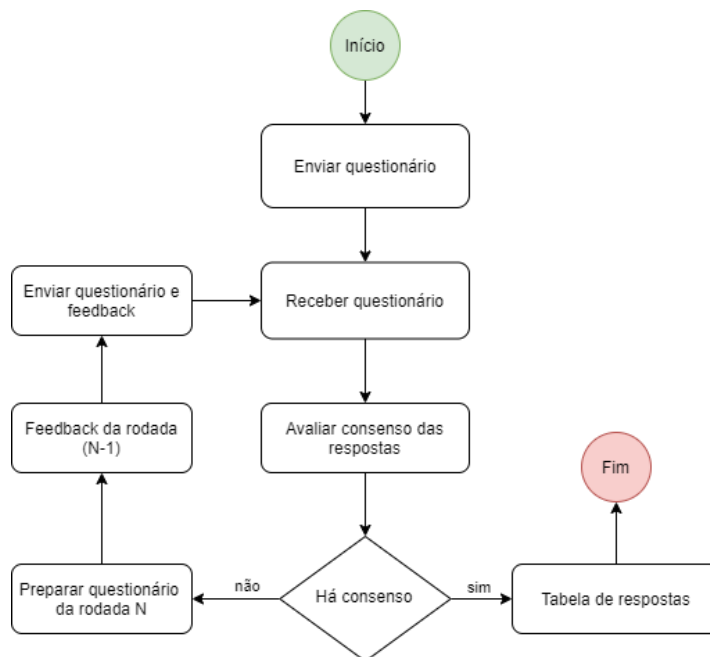 Início
Enviar questionário
Enviar questionário e
feedback
Receber questionário
Feedback da rodada
(N-1)
Avaliar consenso das
respostas
Fim
Preparar questionário
da rodada N
não
Há consenso
sim
Tabela de respostas